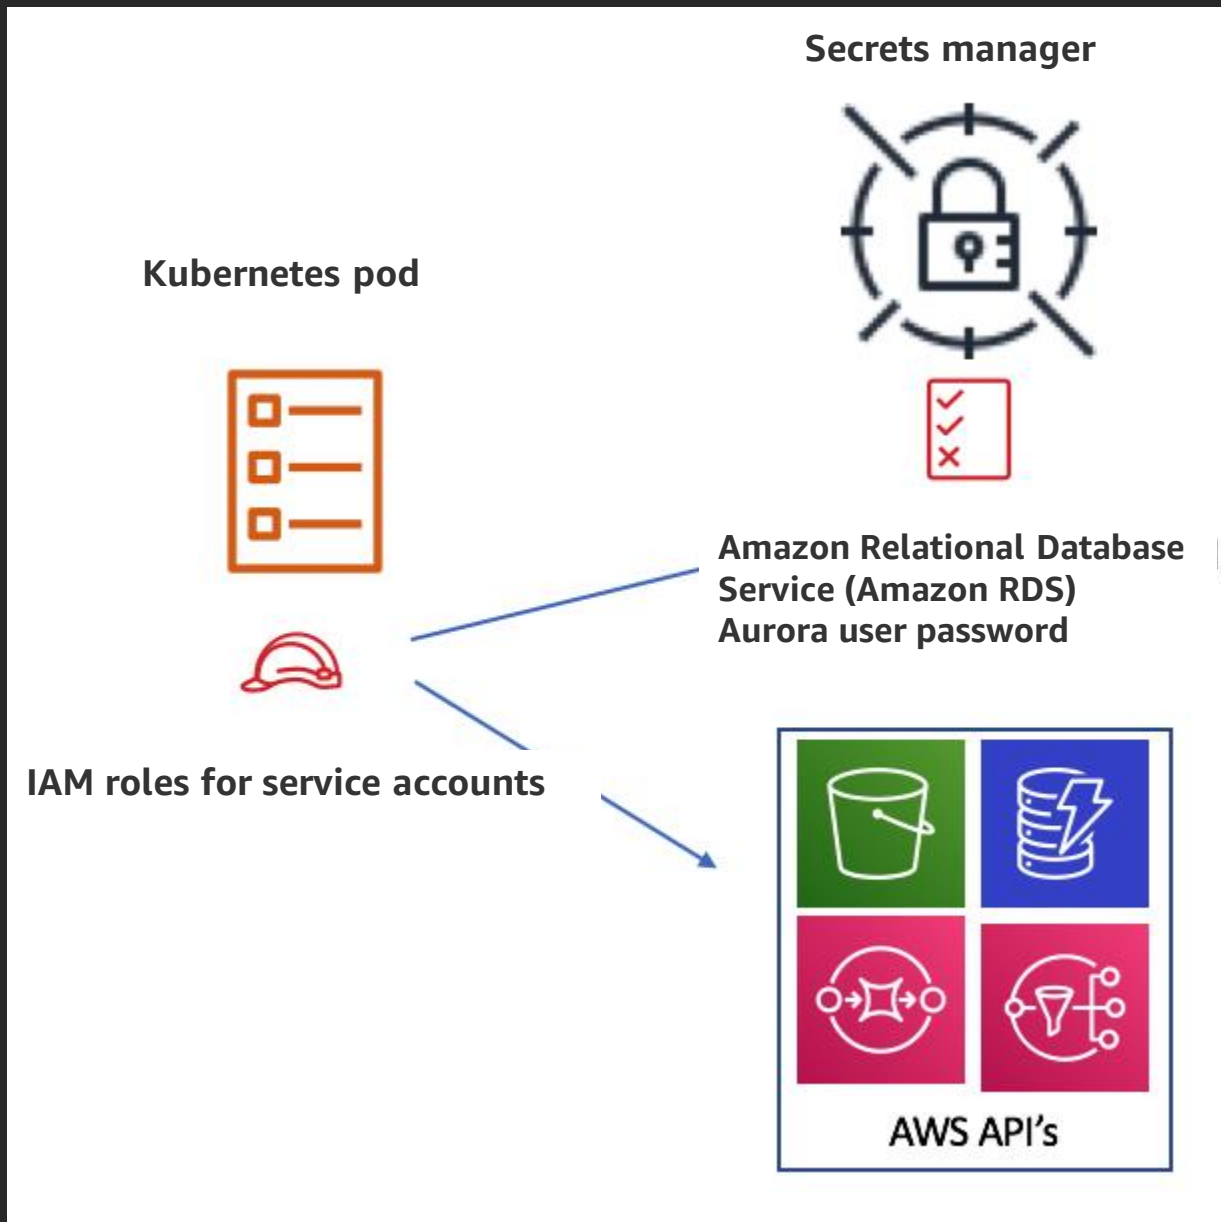 Secrets manager
Kubernetes pod
Amazon Relational Database
Service (Amazon RDS)
Aurora user password
IAM roles for service accounts
AWS API's